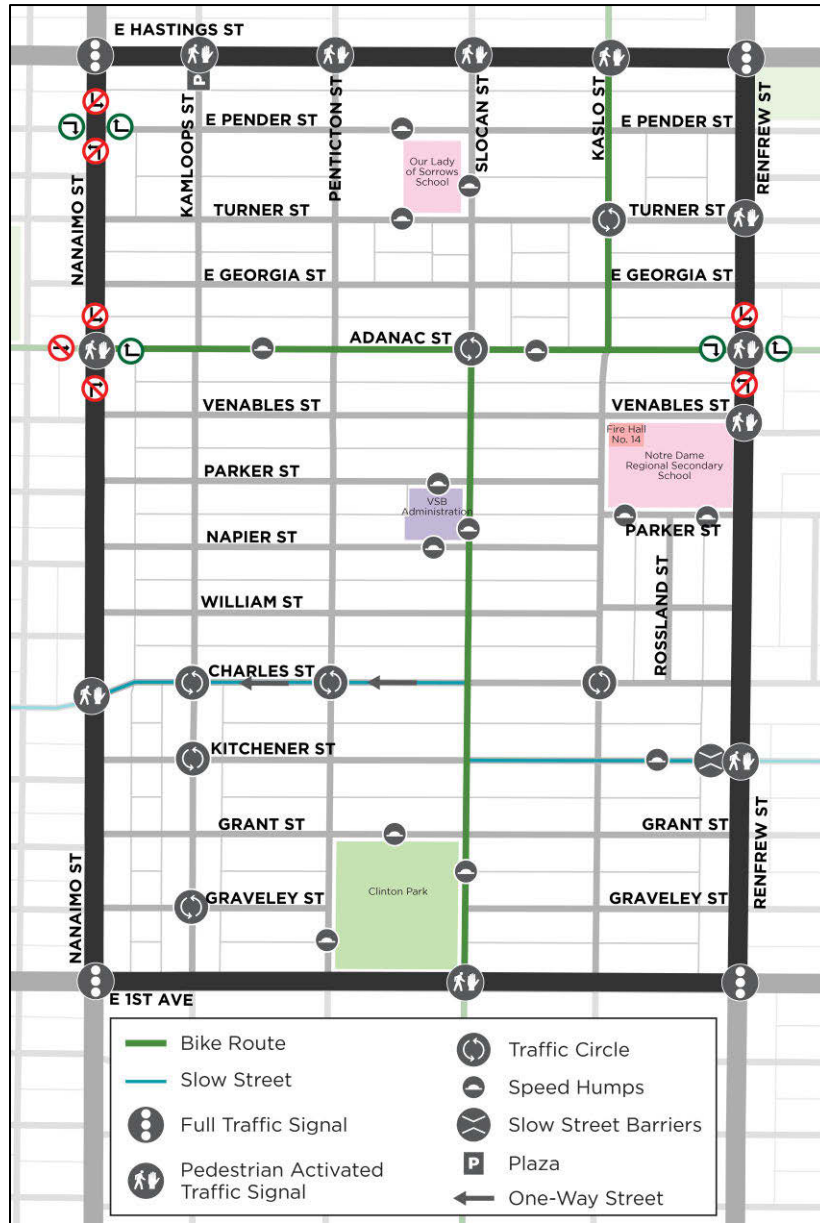 E HASTINGS ST
KAMLOOPS ST
P
PENTICTON ST
SLOCAN ST
KASLO ST
RENFREW ST
E PENDER ST
E PENDER ST
Our Lady
of Sorrows
School
NANAIMO ST
TURNER ST
TURNER ST
E GEORGIA ST
E GEORGIA ST
ADANAC ST
VENABLES ST
VENABLES ST
Fire Hall
No. 14
Notre Dame
Regional Secondary
School
PARKER ST
VSB
Administration
PARKER ST
NAPIER ST
ROSSLAND ST
WILLIAM ST
CHARLES ST
KITCHENER ST
GRANT ST
GRANT ST
NANAIMO ST
Clinton Park
RENFREW ST
GRAVELEY ST
GRAVELEY ST
E 1ST AVE
Bike Route
Slow Street
Full Traffic Signal
Pedestrian Activated
Traffic Signal
Traffic Circle
Speed Humps
Slow Street Barriers
P
Plaza
One-Way Street